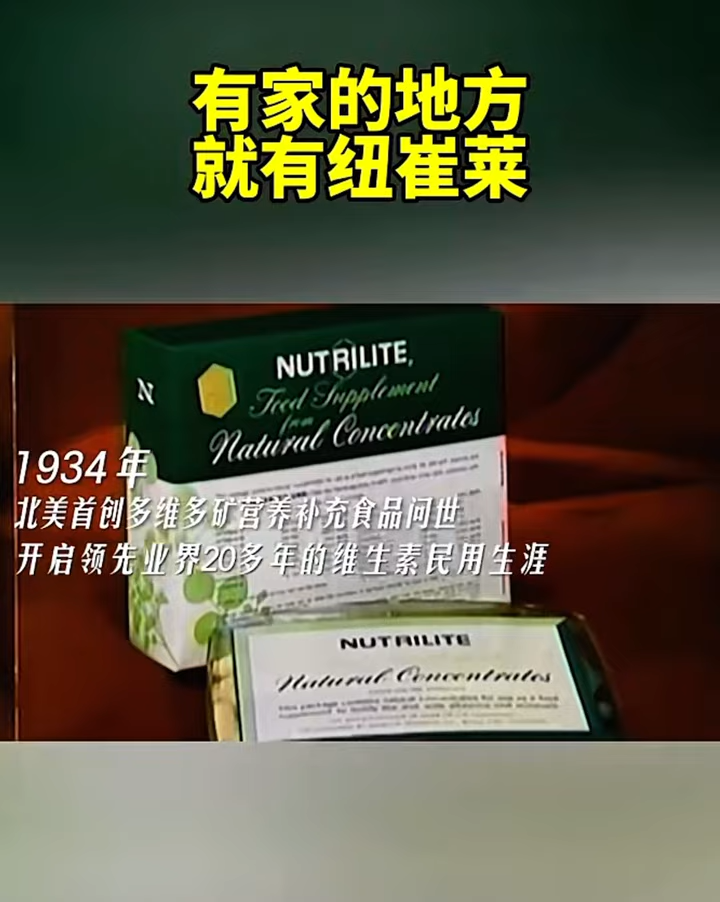 有家的地方
就有纽崔莱
NUTRILITE
N
Food Supplement
from
Natural Concentrates
1934年
北美首创多维多矿营养补充食品问世
开启领先业界20多年的维生素民用生涯
NUTRILITE
Natural Concentrates